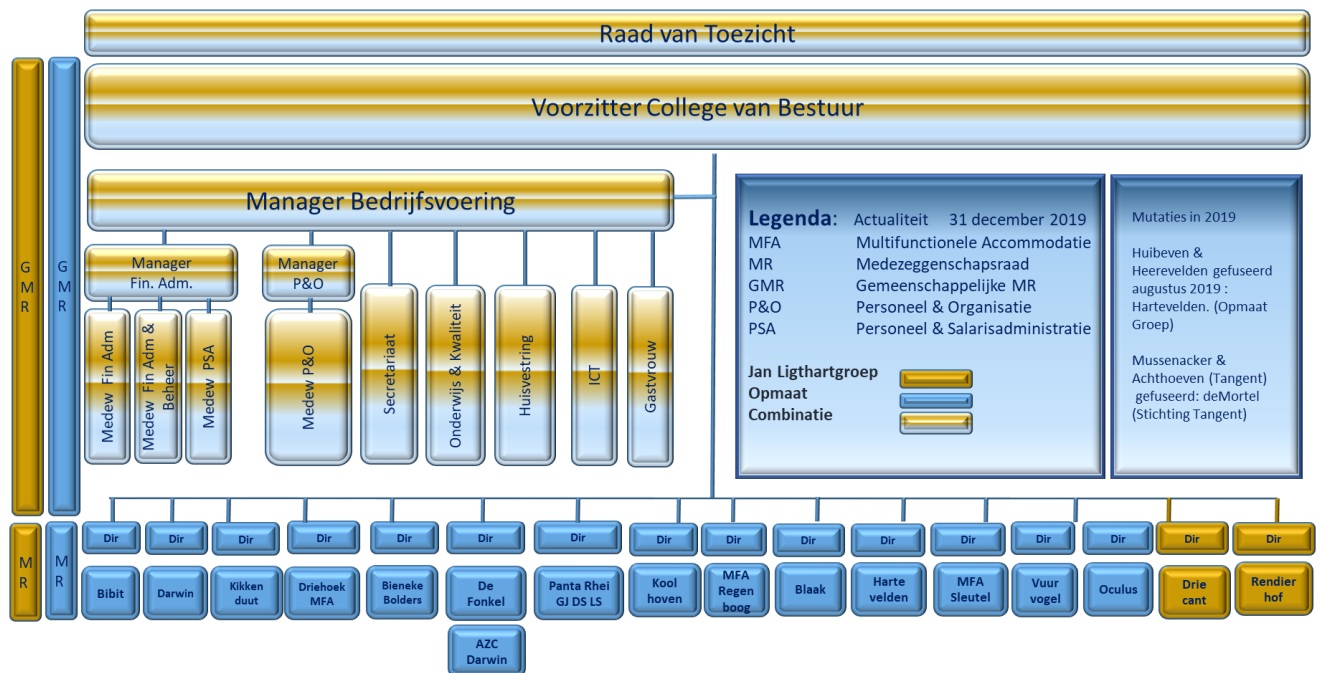 Raad van Toezicht
Voorzitter College van Bestuur
G
M
R
G
M
R
Manager Bedrijfsvoering
Manager
Fin. Adm.
Manager
P&O
Medew Fin Adm
Medew Fin Adm &
Beheer
Medew PSA
Medew P&O
Secretariaat
Onderwijs & Kwaliteit
Huisvestring
ICT
Gastvrouw
Legenda: Actualiteit 31 december 2019
MFA Multifunctionele Accommodatie
MR Medezeggenschapsraad
GMR Gemeenschappelijke MR
P&O Personeel & Organisatie
PSA Personeel & Salarisadministratie
Jan Ligthartgroep
Opmaat
Combinatie
Mutaties in 2019
Huibeven &
Heerevelden gefuseerd
augustus 2019 :
Hartevelden. (Opmaat
Groep)
Mussenacker &
Achthoeven (Tangent)
gefuseerd: deMortel
(Stichting Tangent)
M
R
M
R
Dir Dir Dir Dir Dir Dir Dir Dir Dir Dir Dir Dir Dir Dir Dir Dir
Bibit
Darwin
Kikken
duut
Driehoek
MFA
Bieneke
Bolders
De
Fonkel
Panta Rhei
GJ DS LS
Kool
hoven
MFA
Regen
boog
Blaak
Harte
velden
MFA
Sleutel
Vuur
vogel
Oculus
Drie
cant
Rendier
hof
AZC
Darwin